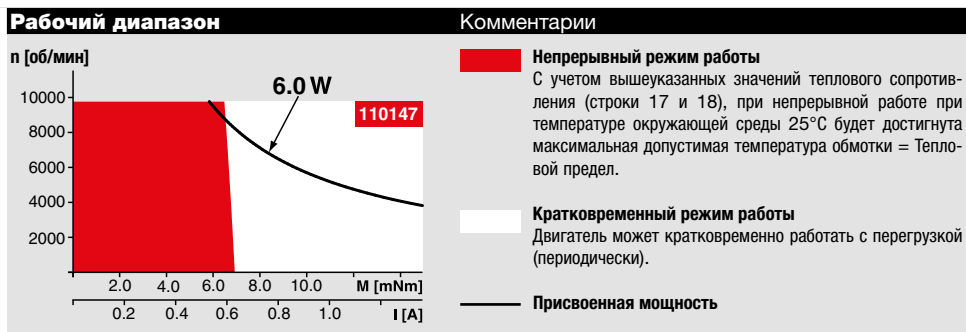 Рабочий диапазон
n [об/мин]
6.0 W
110147
10000
8000
6000
4000
2000
2.0 4.0 6.0 8.0 10.0 M [mNm]
0.2 0.4 0.6 0.8 1.0 I [A]
Комментарии
Непрерывный режим работы
С учетом вышеуказанных значений теплового сопротив-
ления (строки 17 и 18), при непрерывной работе при
температуре окружающей среды 25°C будет достигнута
максимальная допустимая температура обмотки = Тепло-
вой предел.
Кратковременный режим работы
Двигатель может кратковременно работать с перегрузкой
(периодически).
Присвоенная мощность